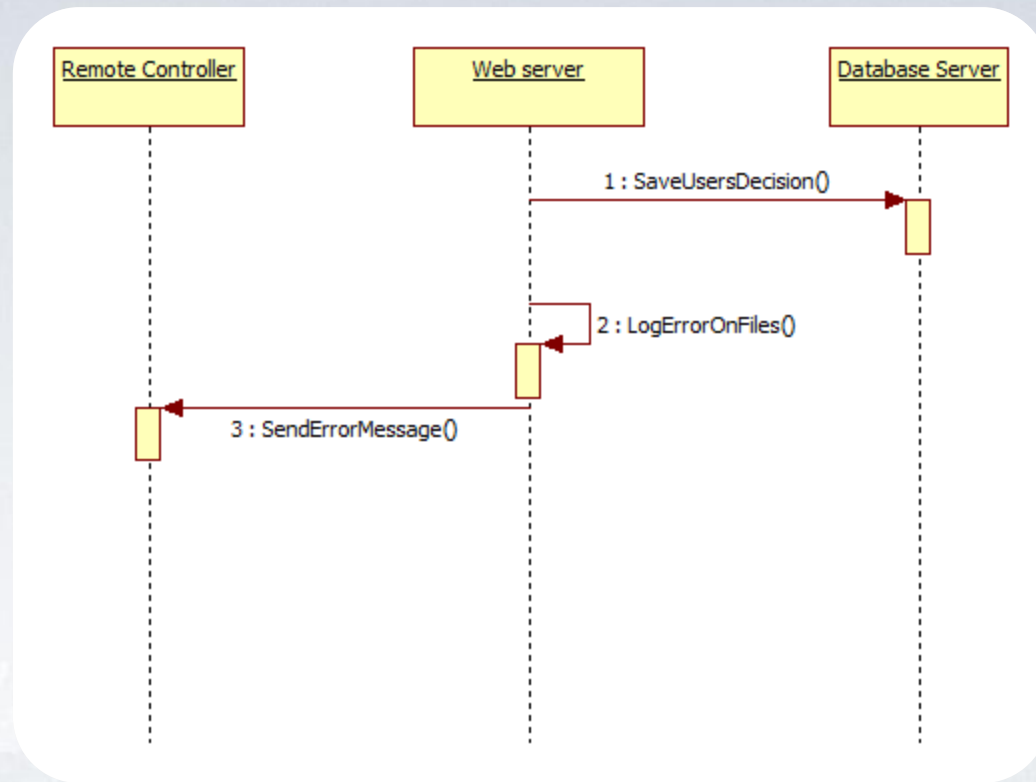 Remote Controller
Web server
Database Server
1 : SaveUsersDecision()
2 : LogErrorOnFiles()
3 : SendErrorMessage()